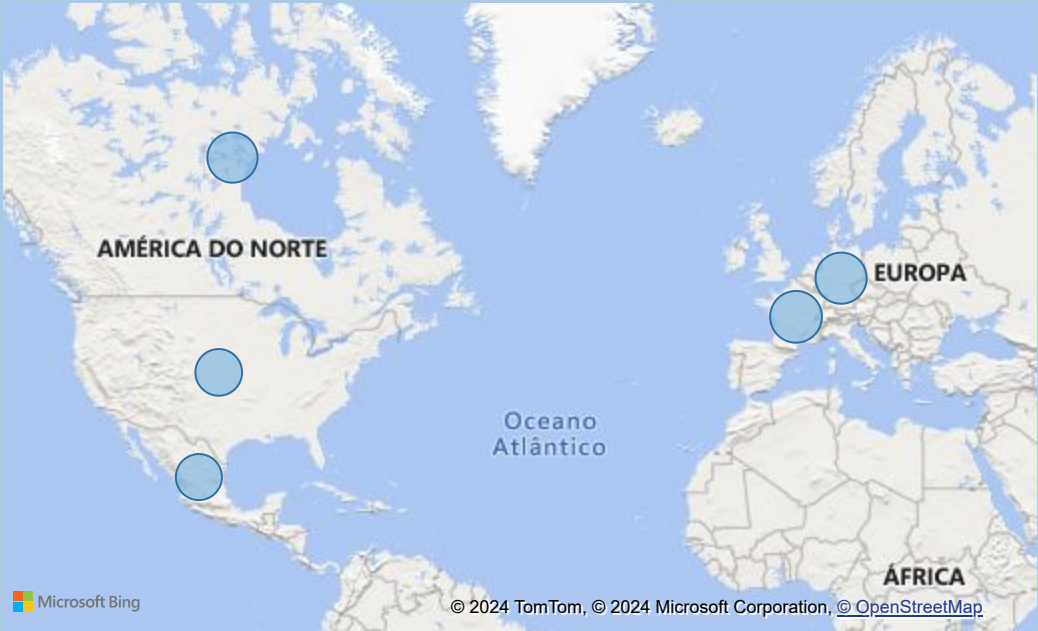 AMÉRICA DO NORTE
EUROPA
Oceano
Atlântico
ÁFRICA
Microsoft Bing
© 2024 TomTom, © 2024 Microsoft Corporation, © OpenStreetMap